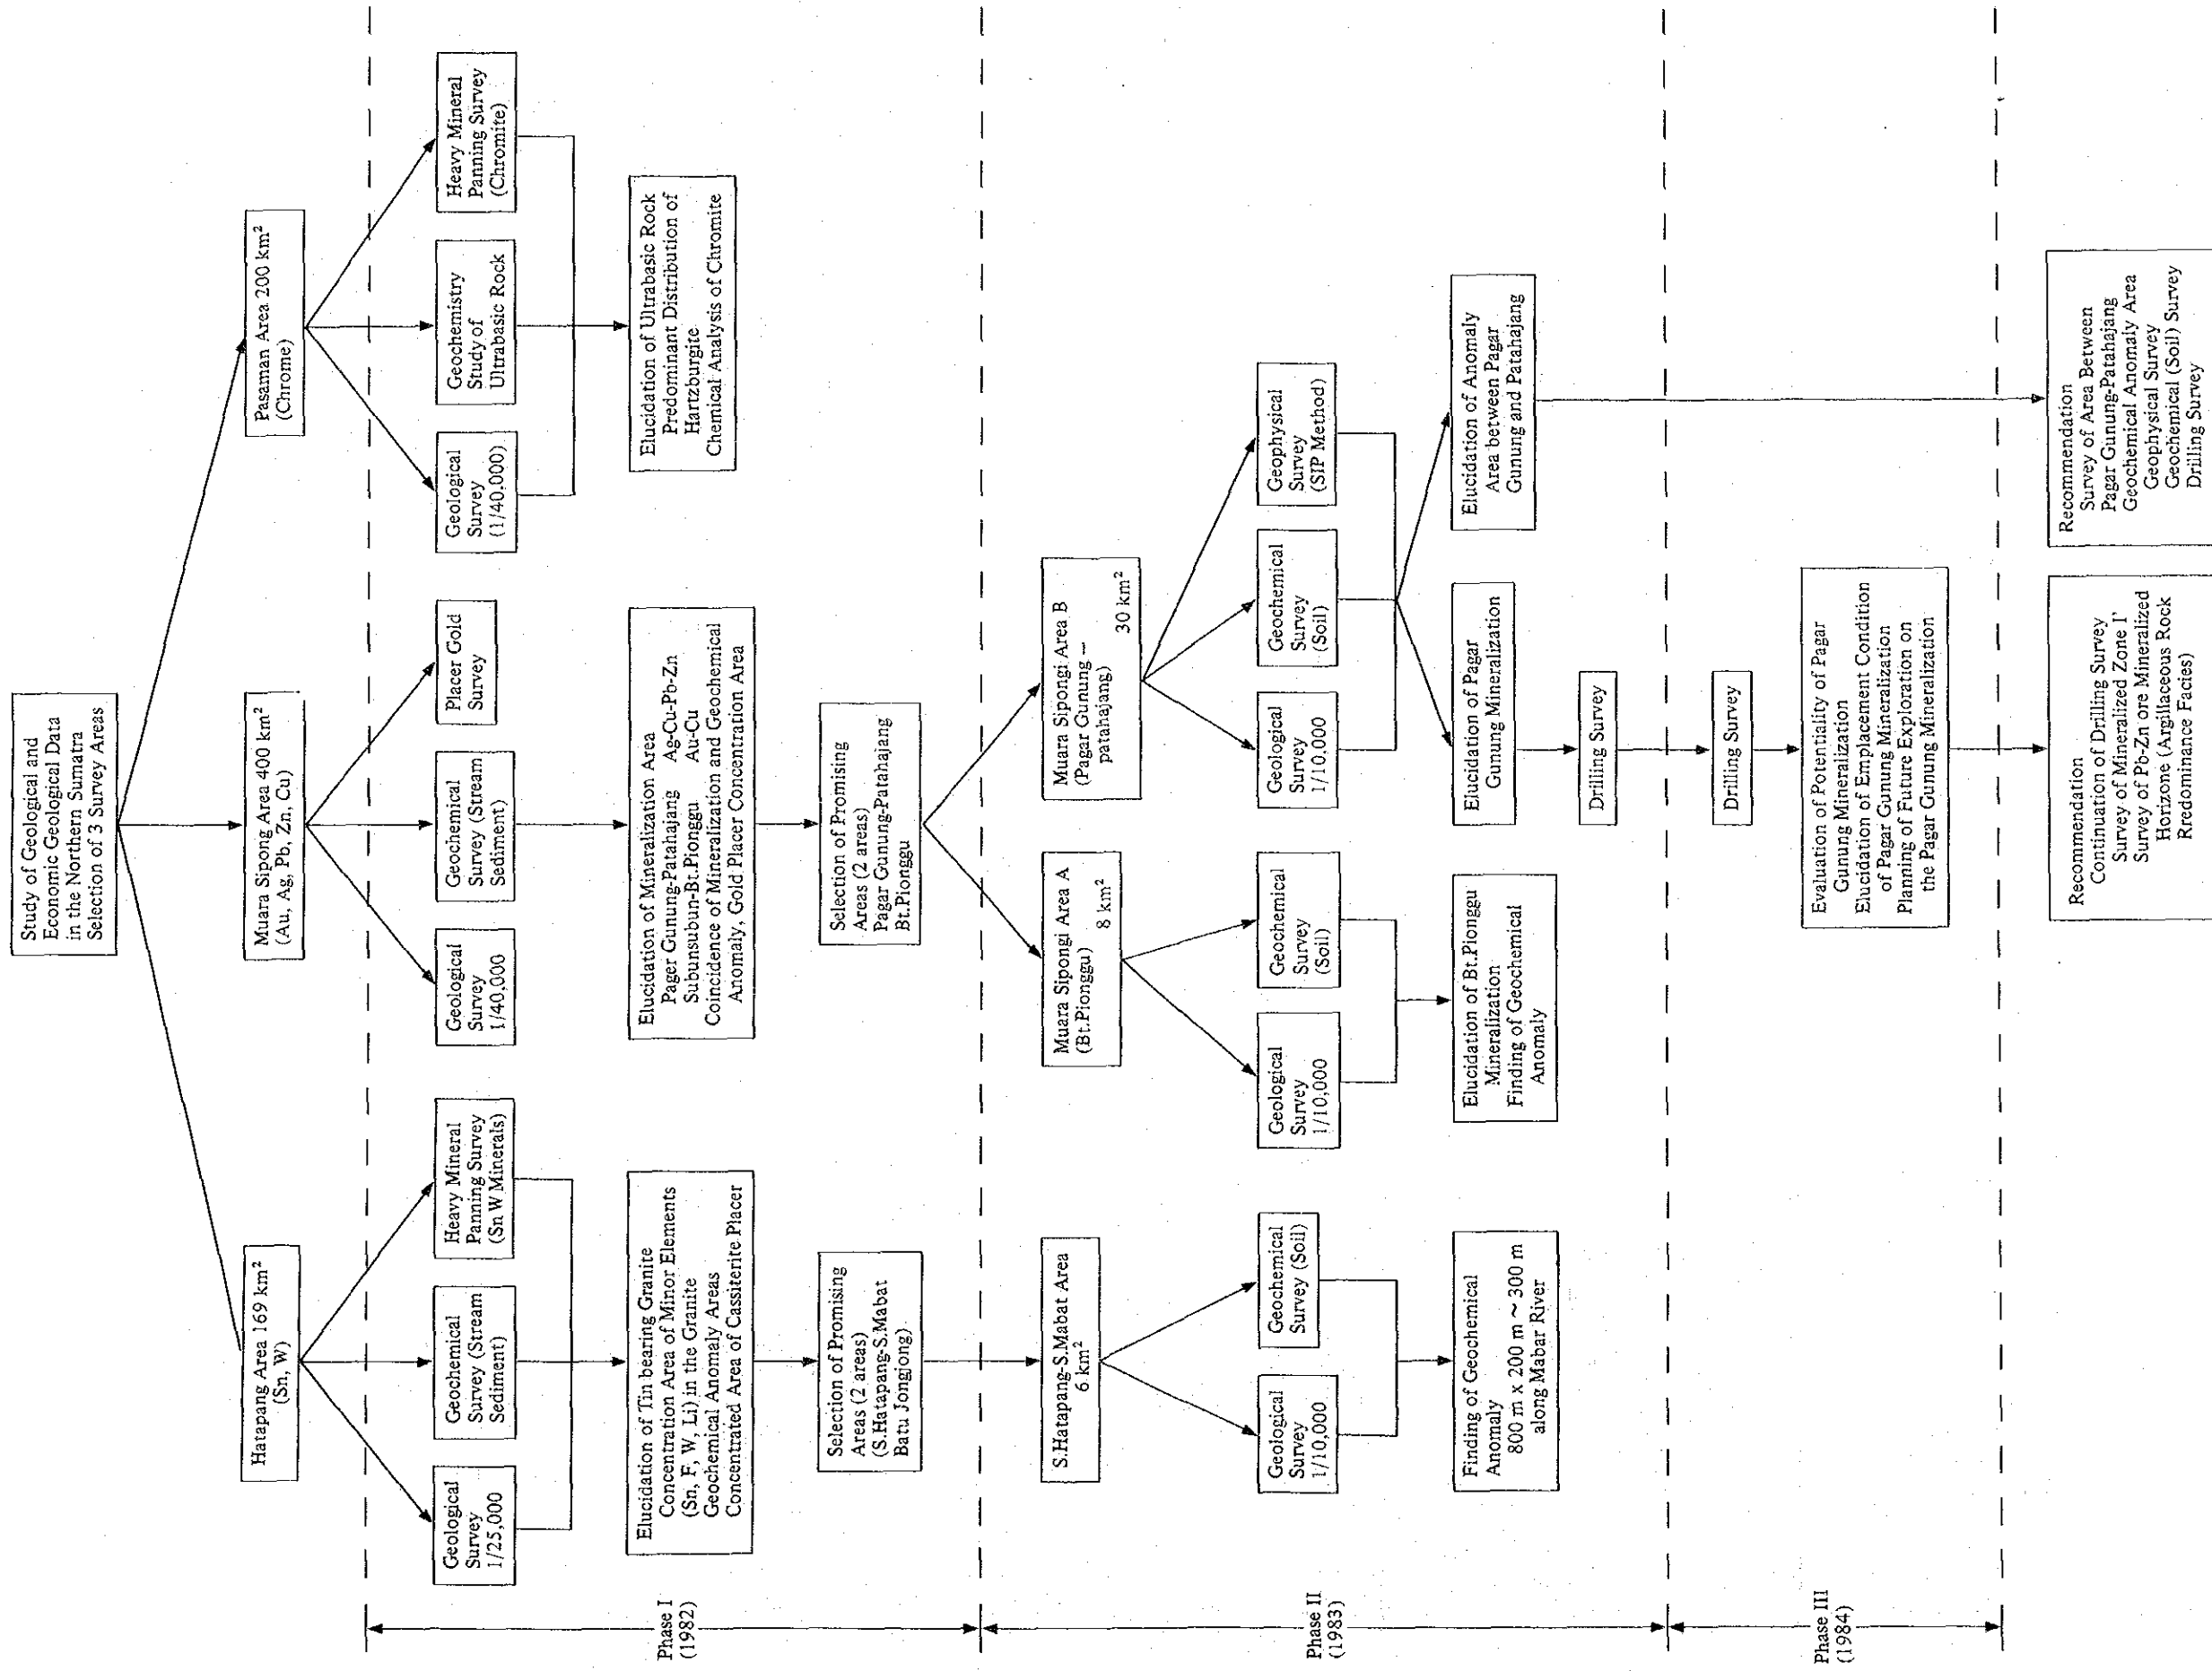 Study of Geological and
Economic Geological Data
in the Northern Sumatra
Selection of 3 Survey Areas
Hatapang Area 169 km²
(Sn, W)
Muara Sipong Area 400 km²
(Au, Ag, Pb, Zn, Cu)
Pasaman Area 200 km²
(Chrome)
Phase I
(1982)
Geological
Survey
1/25,000
Geochemical
Survey (Stream
Sediment)
Heavy Mineral
Panning Survey
(Sn W Minerals)
Geological
Survey
1/40,000
Geochemical
Survey (Stream
Sediment)
Placer Gold
Survey
Geological
Survey
(1/40,000)
Geochemistry
Study of
Ultrabasic Rock
Heavy Mineral
Panning Survey
(Chromite)
Elucidation of Tin bearing Granite
Concentration Area of Minor Elements
(Sn, F, W, Li) in the Granite
Geochemical Anomaly Areas
Concentrated Area of Cassiterite Placer
Elucidation of Mineralization Area
Pager Gunung-Patahajang Ag-Cu-Pb-Zn
Subunsubun-Bt.Pionggu Au-Cu
Coincidence of Mineralization and Geochemical
Anomaly, Gold Placer Concentration Area
Elucidation of Ultrabasic Rock
Predominant Distribution of
Hartzburgite
Chemical Analysis of Chromite
Selection of Promising
Areas (2 areas)
(S.Hatapang-S.Mabat
Batu Jongjong)
Selection of Promising
Areas (2 areas)
Pagar Gunung-Patahajang
Bt.Pionggu
Phase II
(1983)
S.Hatapang-S.Mabat Area
6 km²
Muara Sipongi Area A
(Bt.Pionggu) 8 km²
Muara Sipongi Area B
(Pagar Gunung –
patahajang) 30 km²
Geological
Survey
1/10,000
Geochemical
Survey (Soil)
Geological
Survey
1/10,000
Geochemical
Survey
(Soil)
Geological
Survey
1/10,000
Geochemical
Survey
(Soil)
Geophysical
Survey
(SIP Method)
Finding of Geochemical
Anomaly
800 m x 200 m ~ 300 m
along Mabar River
Elucidation of Bt.Pionggu
Mineralization
Finding of Geochemical
Anomaly
Elucidation of Pagar
Gunung Mineralization
Elucidation of Anomaly
Area between Pagar
Gunung and Patahajang
Drilling Survey
Phase III
(1984)
Drilling Survey
Evaluation of Potentiality of Pagar
Gunung Mineralization
Elucidation of Emplacement Condition
of Pagar Gunung Mineralization
Planning of Future Exploration on
the Pagar Gunung Mineralization
Recommendation
Continuation of Drilling Survey
Survey of Mineralized Zone I'
Survey of Pb-Zn ore Mineralized
Horizone (Argillaceous Rock
Rredominance Facies)
Recommendation
Survey of Area Between
Pagar Gunung-Patahajang
Geochemical Anomaly Area
Geophysical Survey
Geochemical (Soil) Survey
Drilling Survey